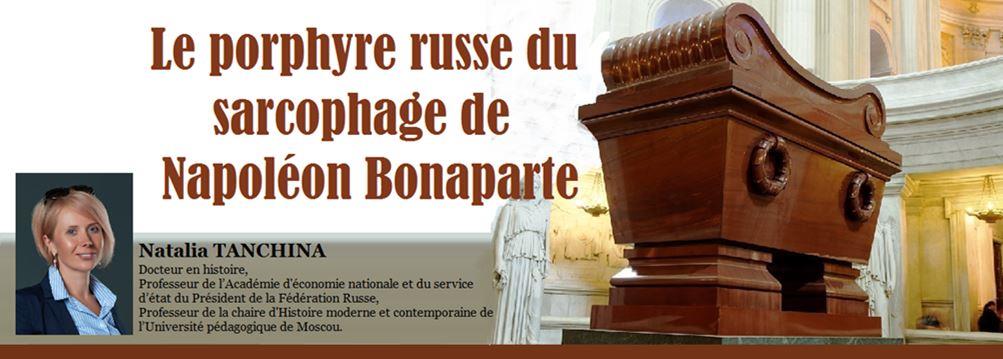 Le porphyre russe du
sarcophage de
Napoléon Bonaparte
Natalia TANCHINA
Docteur en histoire,
Professeur de l'Académie d'économie nationale et du service
d'état du Président de la Fédération Russe,
Professeur de la chaire d'Histoire moderne et contemporaine de
l'Université pédagogique de Moscou.